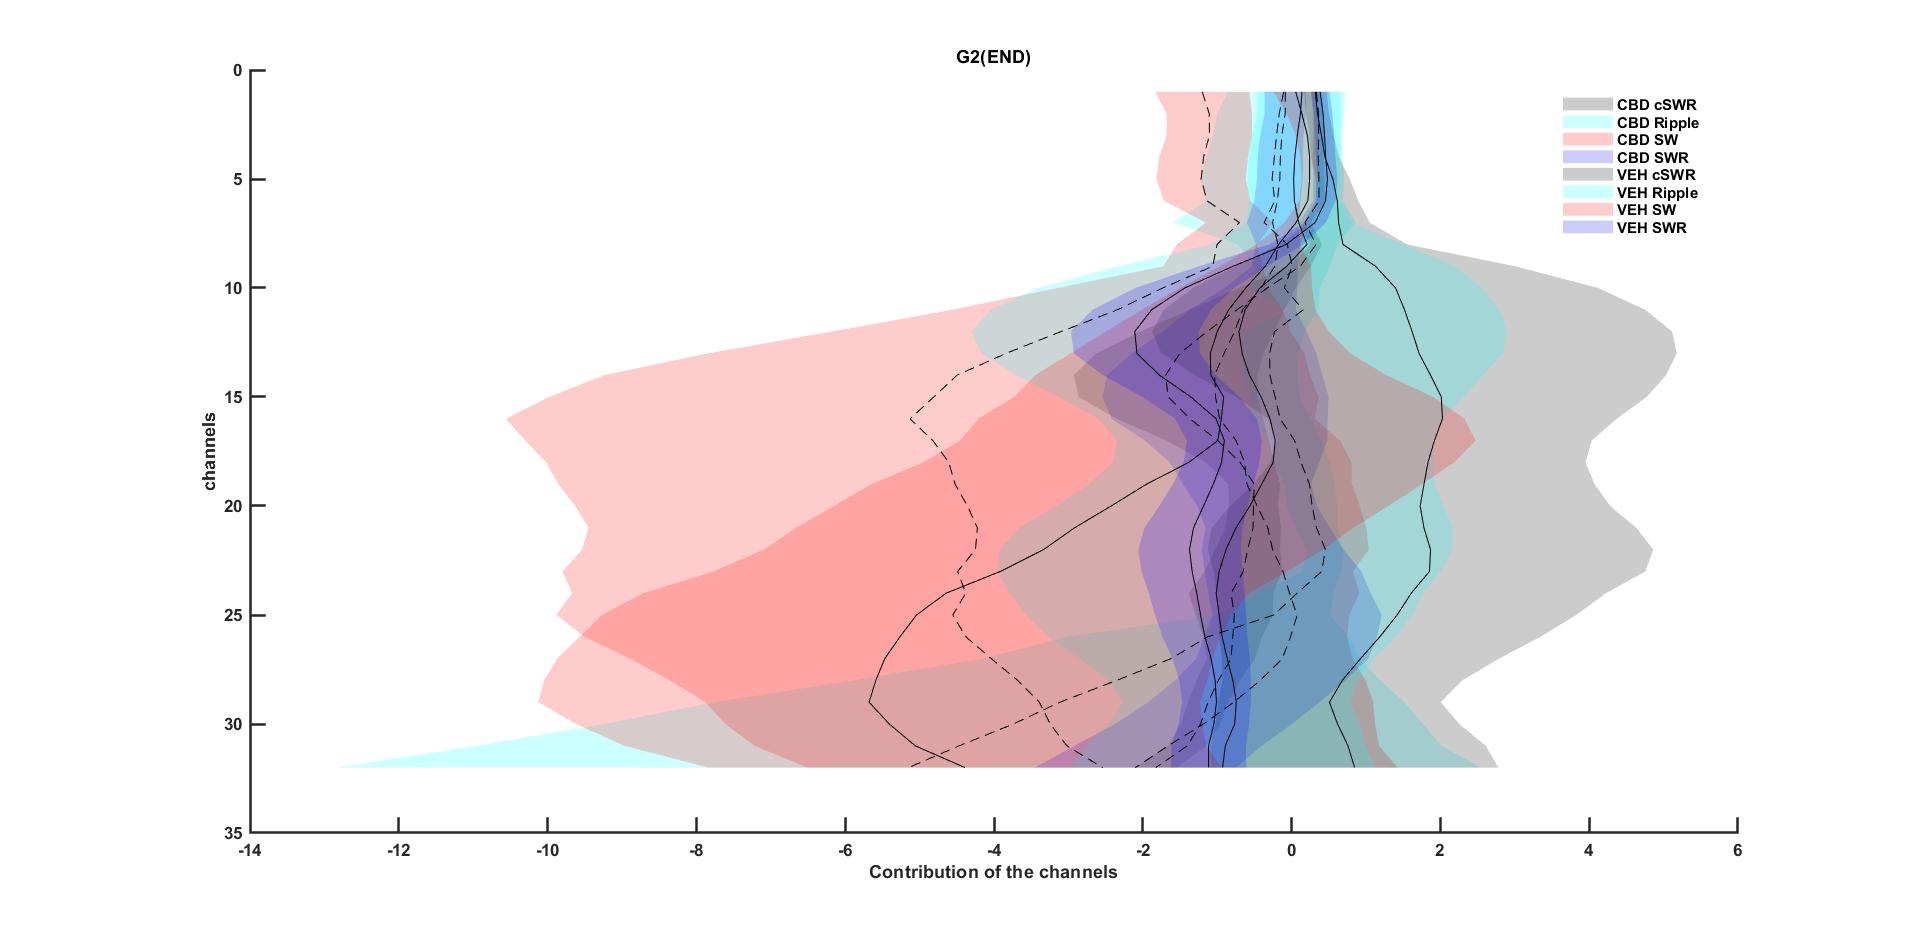 G2(END)
0
5
10
15
20
25
30
35
channels
-14 -12 -10 -8 -6 -4 -2 0 2 4 6
Contribution of the channels
CBD cSWR
CBD Ripple
CBD SW
CBD SWR
VEH cSWR
VEH Ripple
VEH SW
VEH SWR